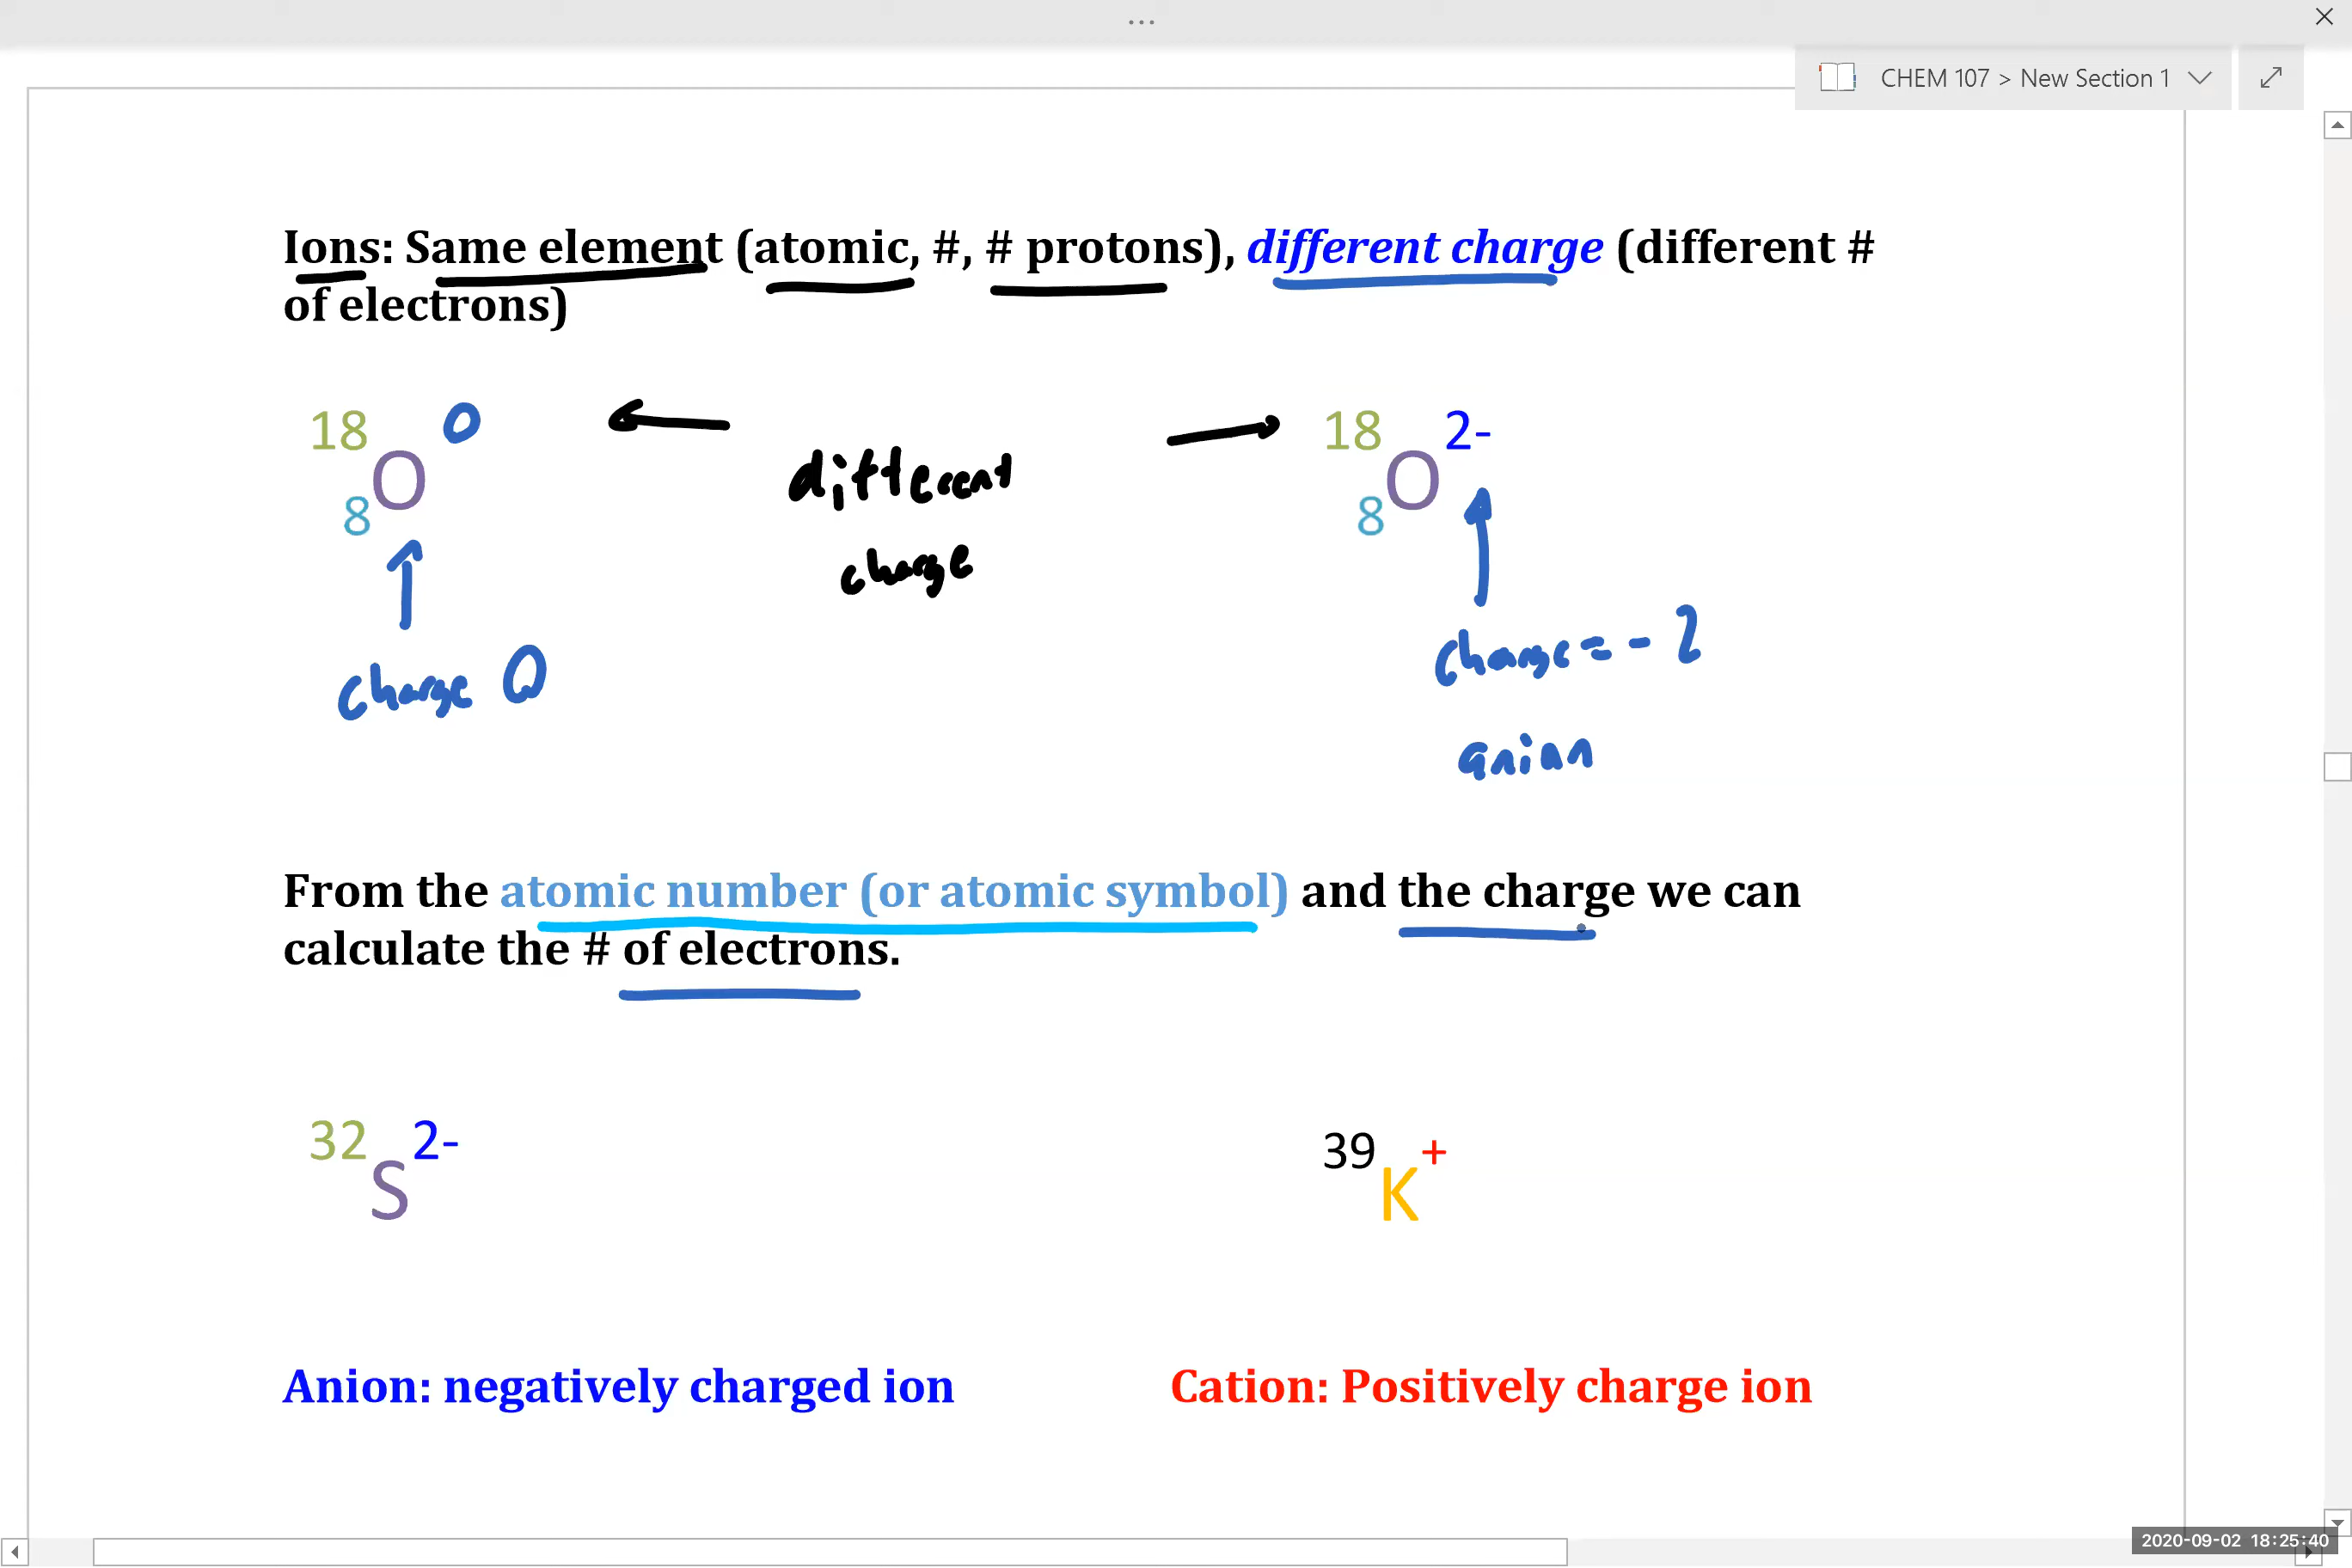 CHEM 107 > New Section 1
Ions: Same element (atomic, #, # protons), different charge (different #
of electrons)
18 O 0 8
different
charge
18 O 2- 8
charge 0
charge = - 2
anion
From the atomic number (or atomic symbol) and the charge we can
calculate the # of electrons.
32 S 2-
39 K +
Anion: negatively charged ion
Cation: Positively charge ion
2020-09-02 18:25:40